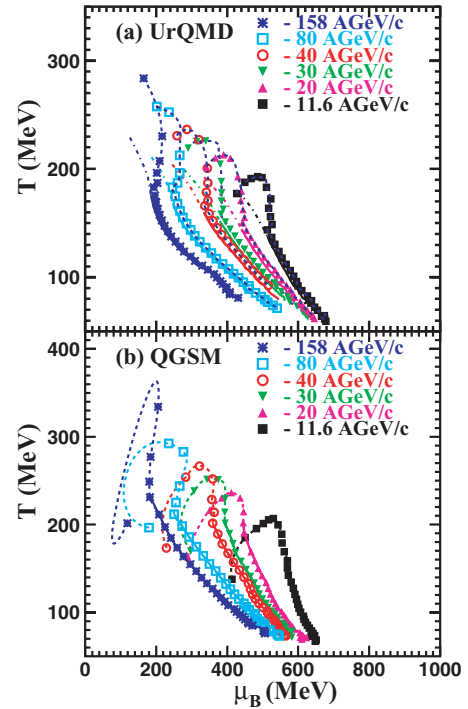 (a) UrQMD
- 158 AGeV/c
- 80 AGeV/c
- 40 AGeV/c
- 30 AGeV/c
- 20 AGeV/c
- 11.6 AGeV/c
T (MeV)
300
200
100
(b) QGSM
- 158 AGeV/c
- 80 AGeV/c
- 40 AGeV/c
- 30 AGeV/c
- 20 AGeV/c
- 11.6 AGeV/c
T (MeV)
400
300
200
100
0 200 400 600 800 1000
μB (MeV)